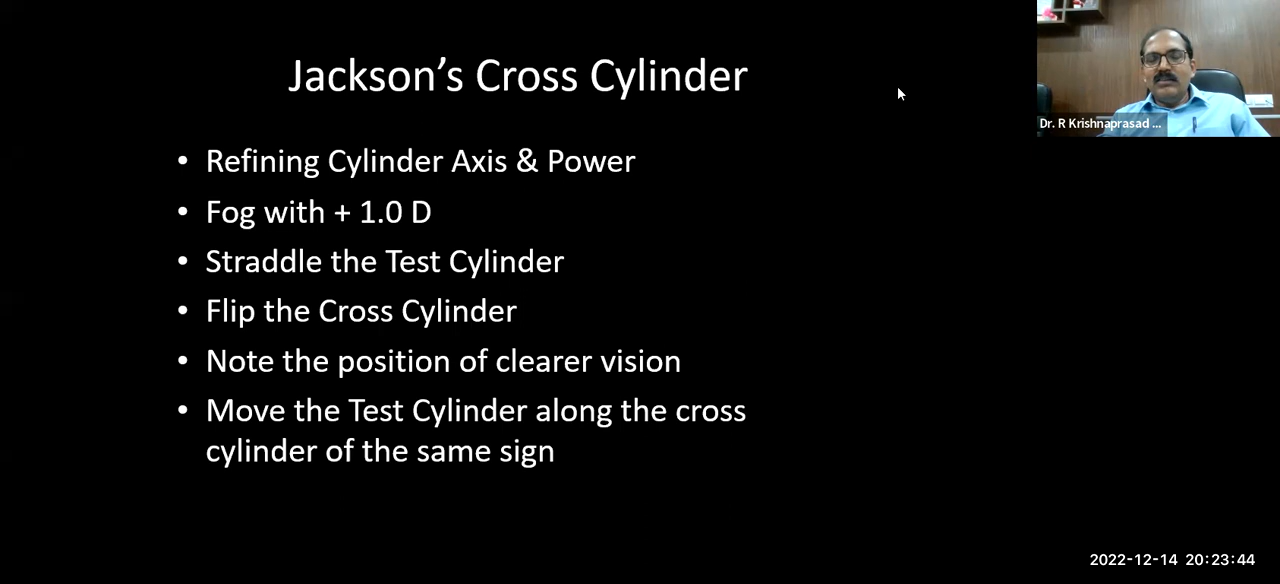 Jackson’s Cross Cylinder
Dr. R Krishnaprasad ...
• Refining Cylinder Axis & Power
• Fog with + 1.0 D
• Straddle the Test Cylinder
• Flip the Cross Cylinder
• Note the position of clearer vision
• Move the Test Cylinder along the cross
cylinder of the same sign
2022-12-14 20:23:44